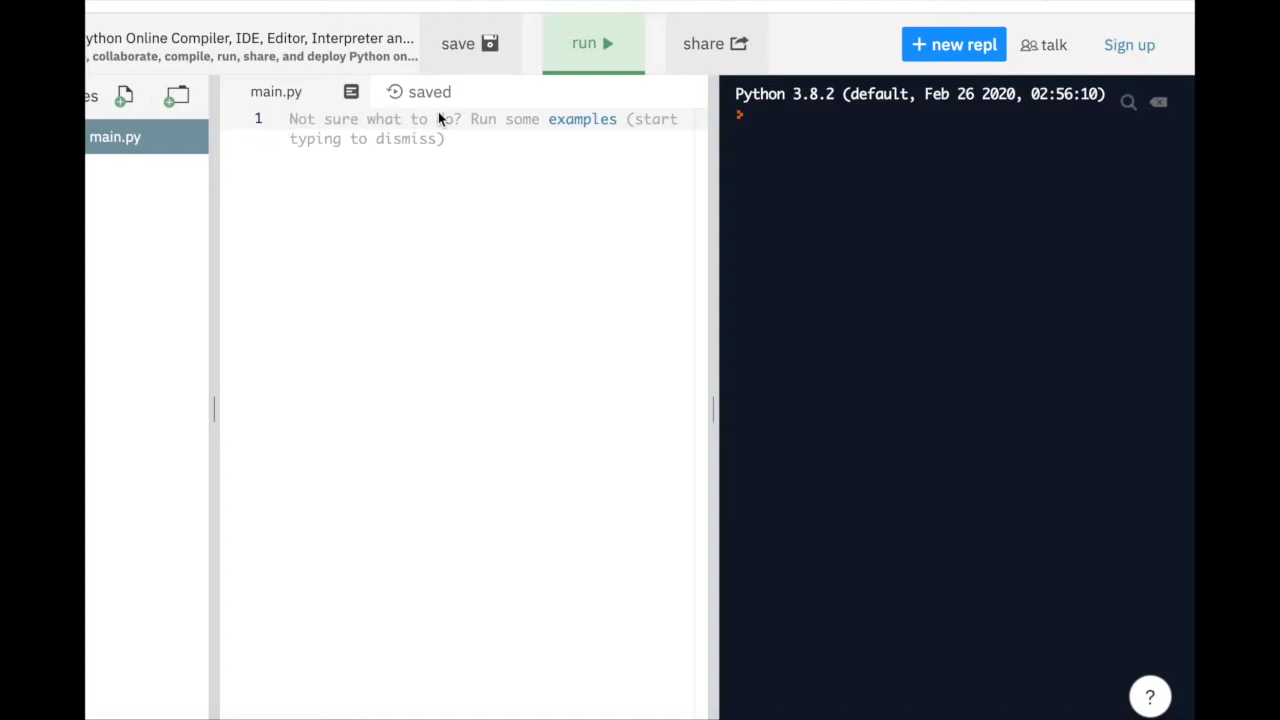 ython Online Compiler, IDE, Editor, Interpreter an...
, collaborate, compile, run, share, and deploy Python on...
save
run
share
+ new repl
talk
Sign up
es
main.py
main.py
saved
1
Not sure what to do? Run some examples (start
typing to dismiss)
Python 3.8.2 (default, Feb 26 2020, 02:56:10)
?